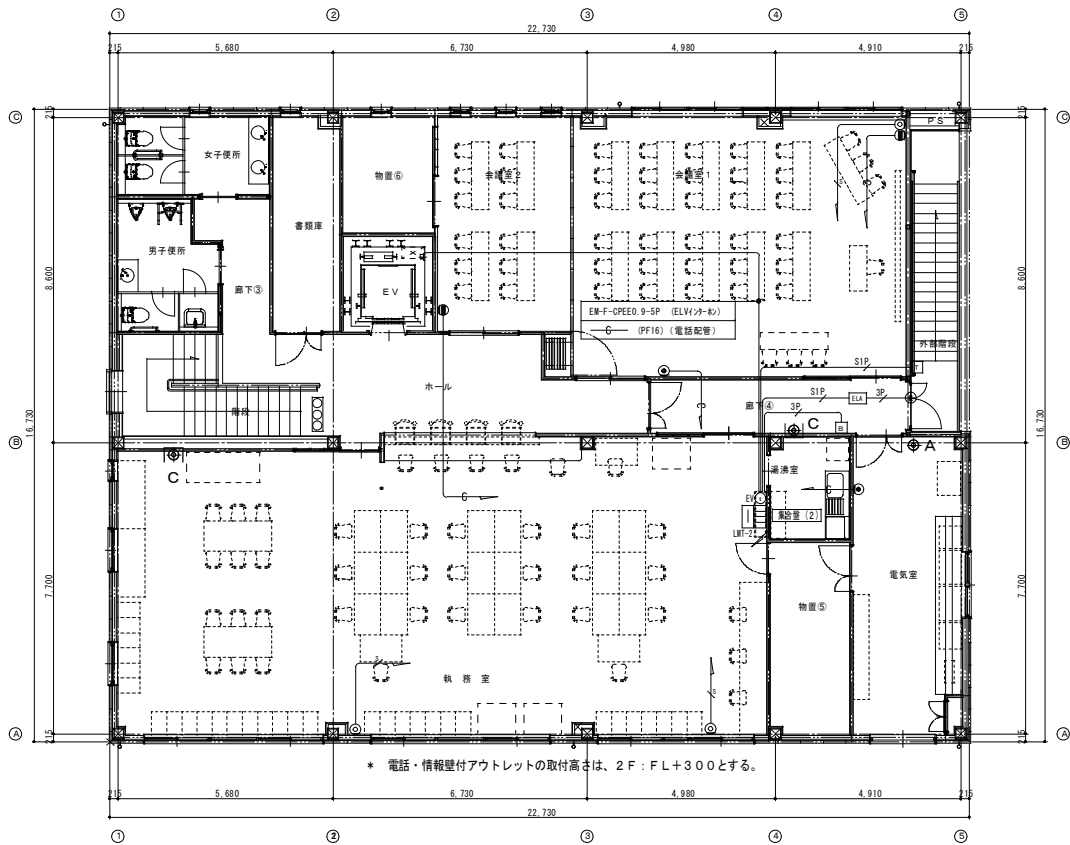 ① ② ③ ④ ⑤
22,730
215 5,680 6,730 4,980 4,910 215
Ⓒ 215 215 Ⓒ
PS
女子便所
物置⑥ 会議室2 会議室1
書類庫
男子便所
8,600 8,600
廊下③
EV
EM-F-CPEE0.9-5P (ELVインターホン)
C (PF16) (電話配管)
外部階段
S1P
T
ホール
S1P ELA 3P
階段
廊下④
3P
C B
16,730 16,730
Ⓑ Ⓑ
A
C
湯沸室
C C
EV
集合盤(2)
LMT-2
電気室
7,700 7,700
物置⑤
S
執務室
S
Ⓐ 215 215 Ⓐ
* 電話・情報壁付アウトレットの取付高さは、2F:FL+300とする。
215 5,680 6,730 4,980 4,910 215
22,730
① ② ③ ④ ⑤